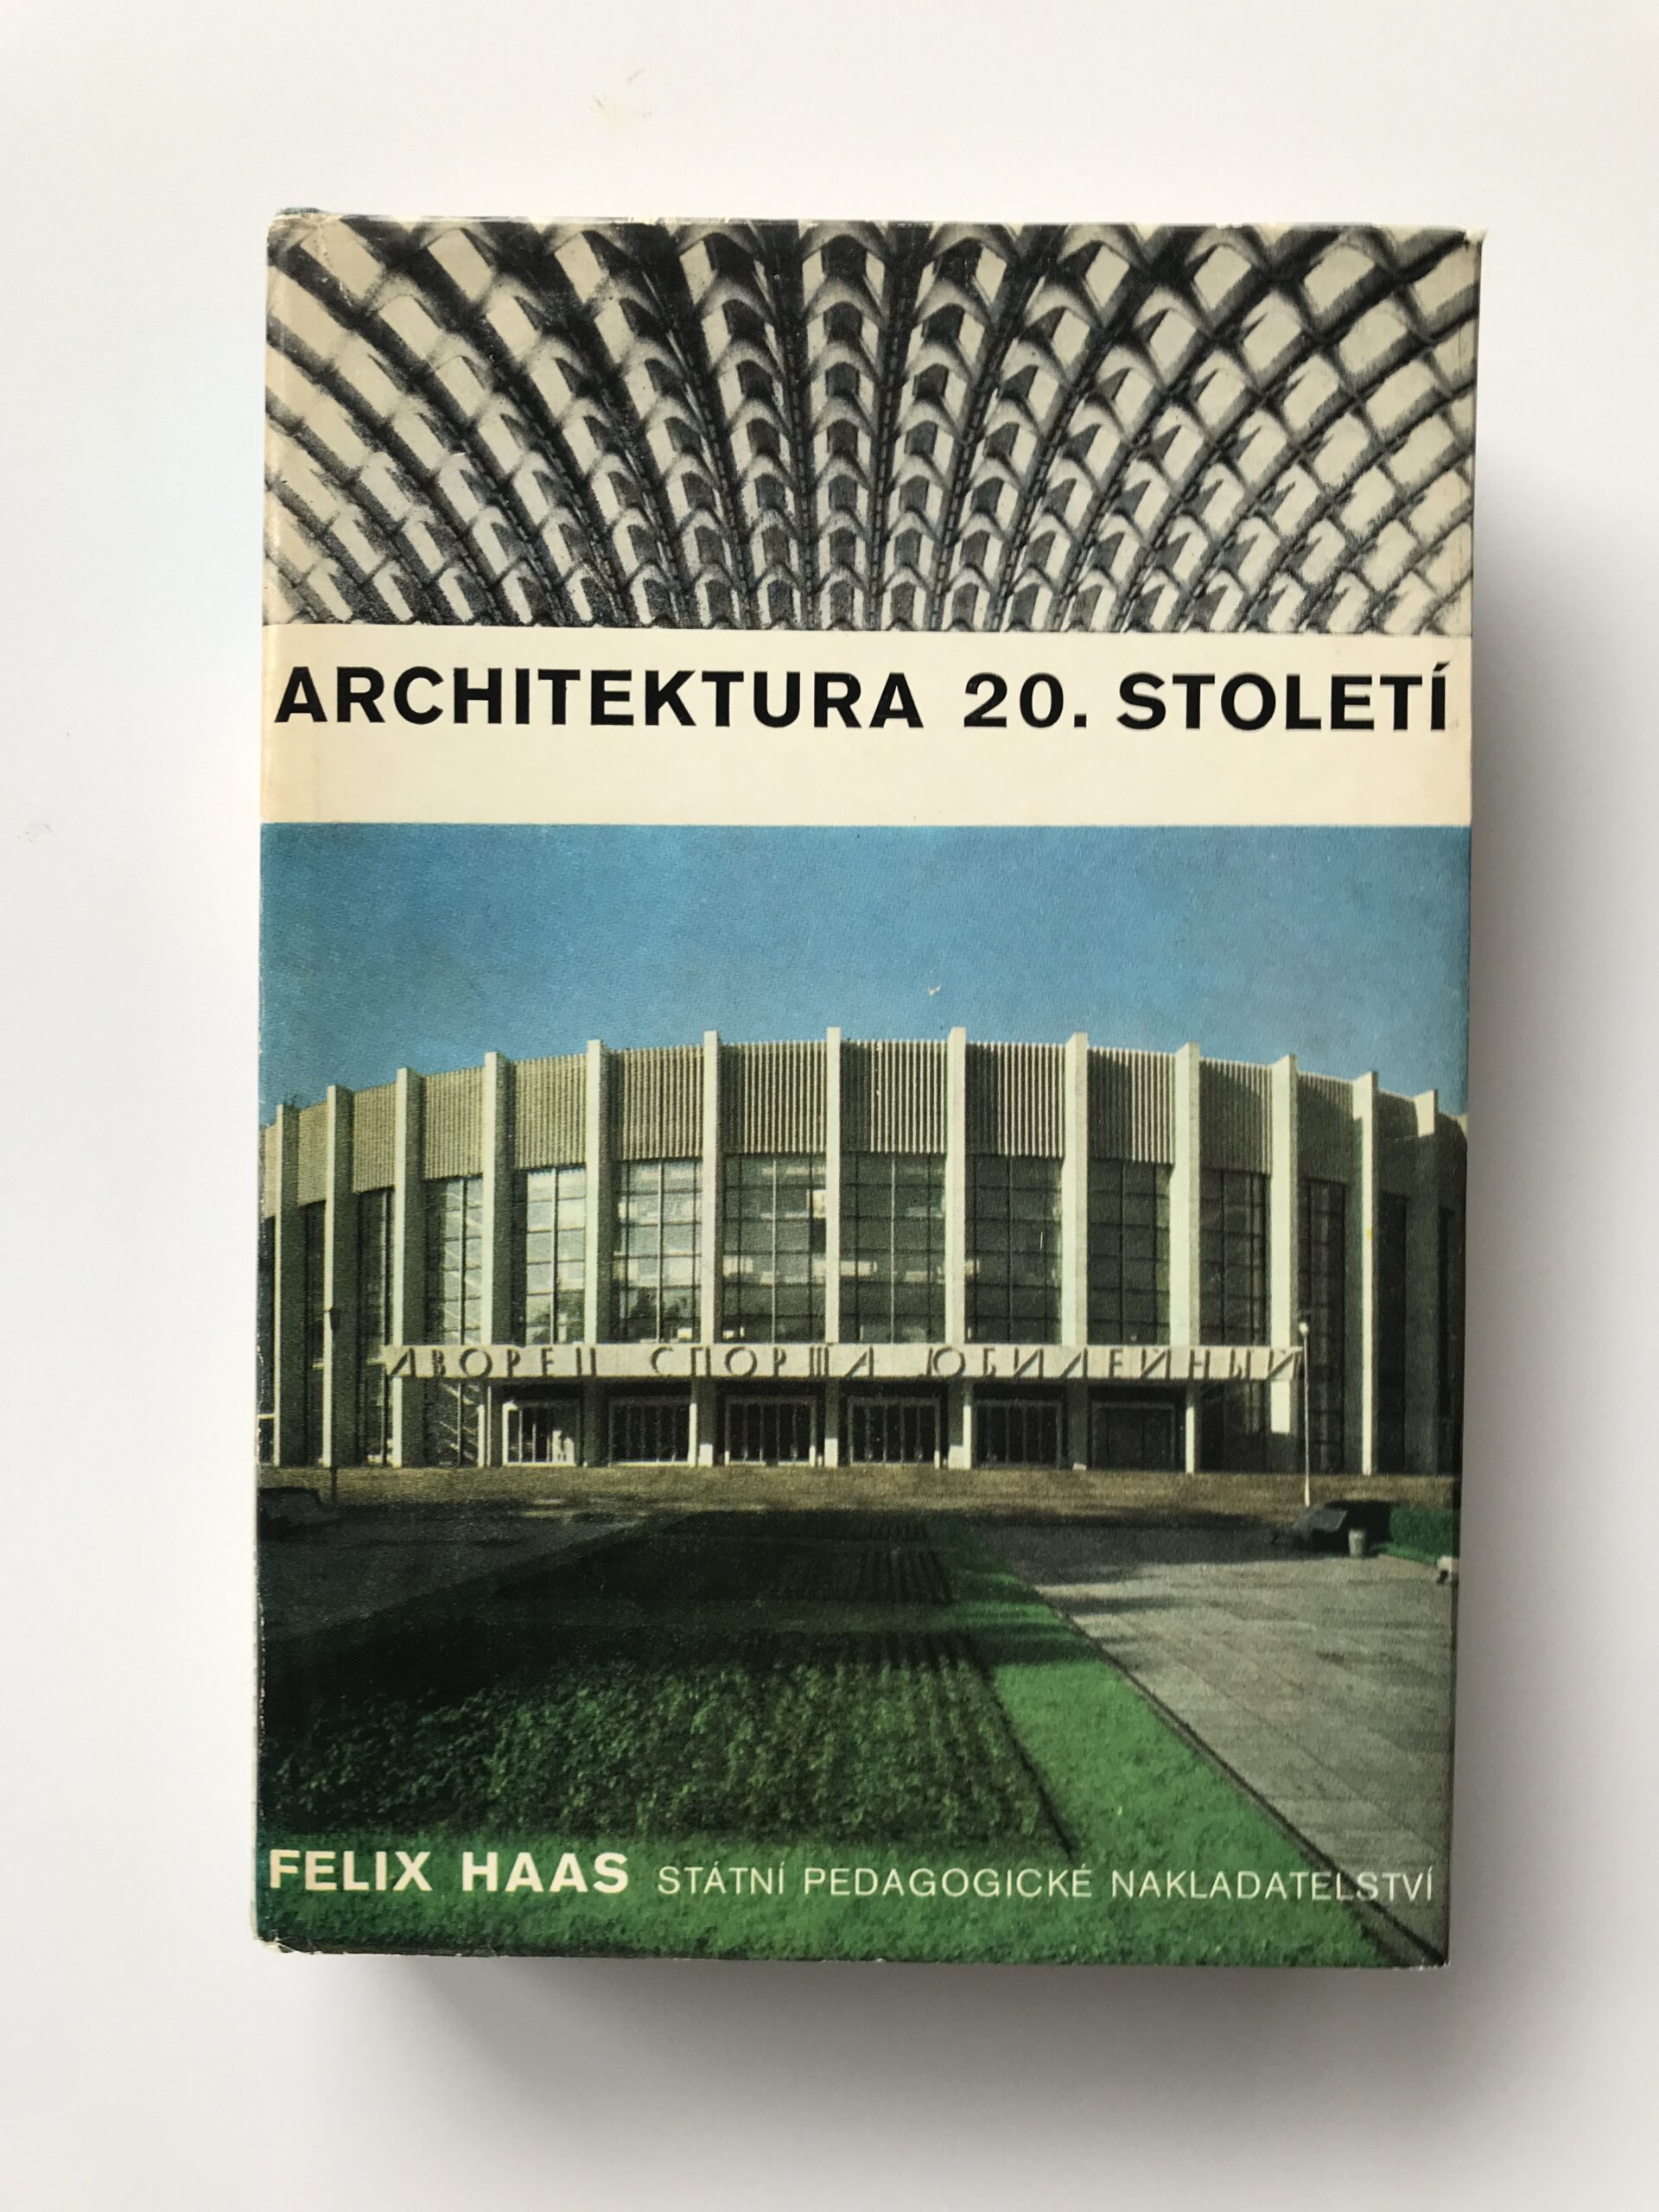 ARCHITEKTURA 20. STOLETÍ
ДВОРЕЦ СПОРТА ЮБИЛЕЙНЫЙ
FELIX HAAS STÁTNÍ PEDAGOGICKÉ NAKLADATELSTVÍ